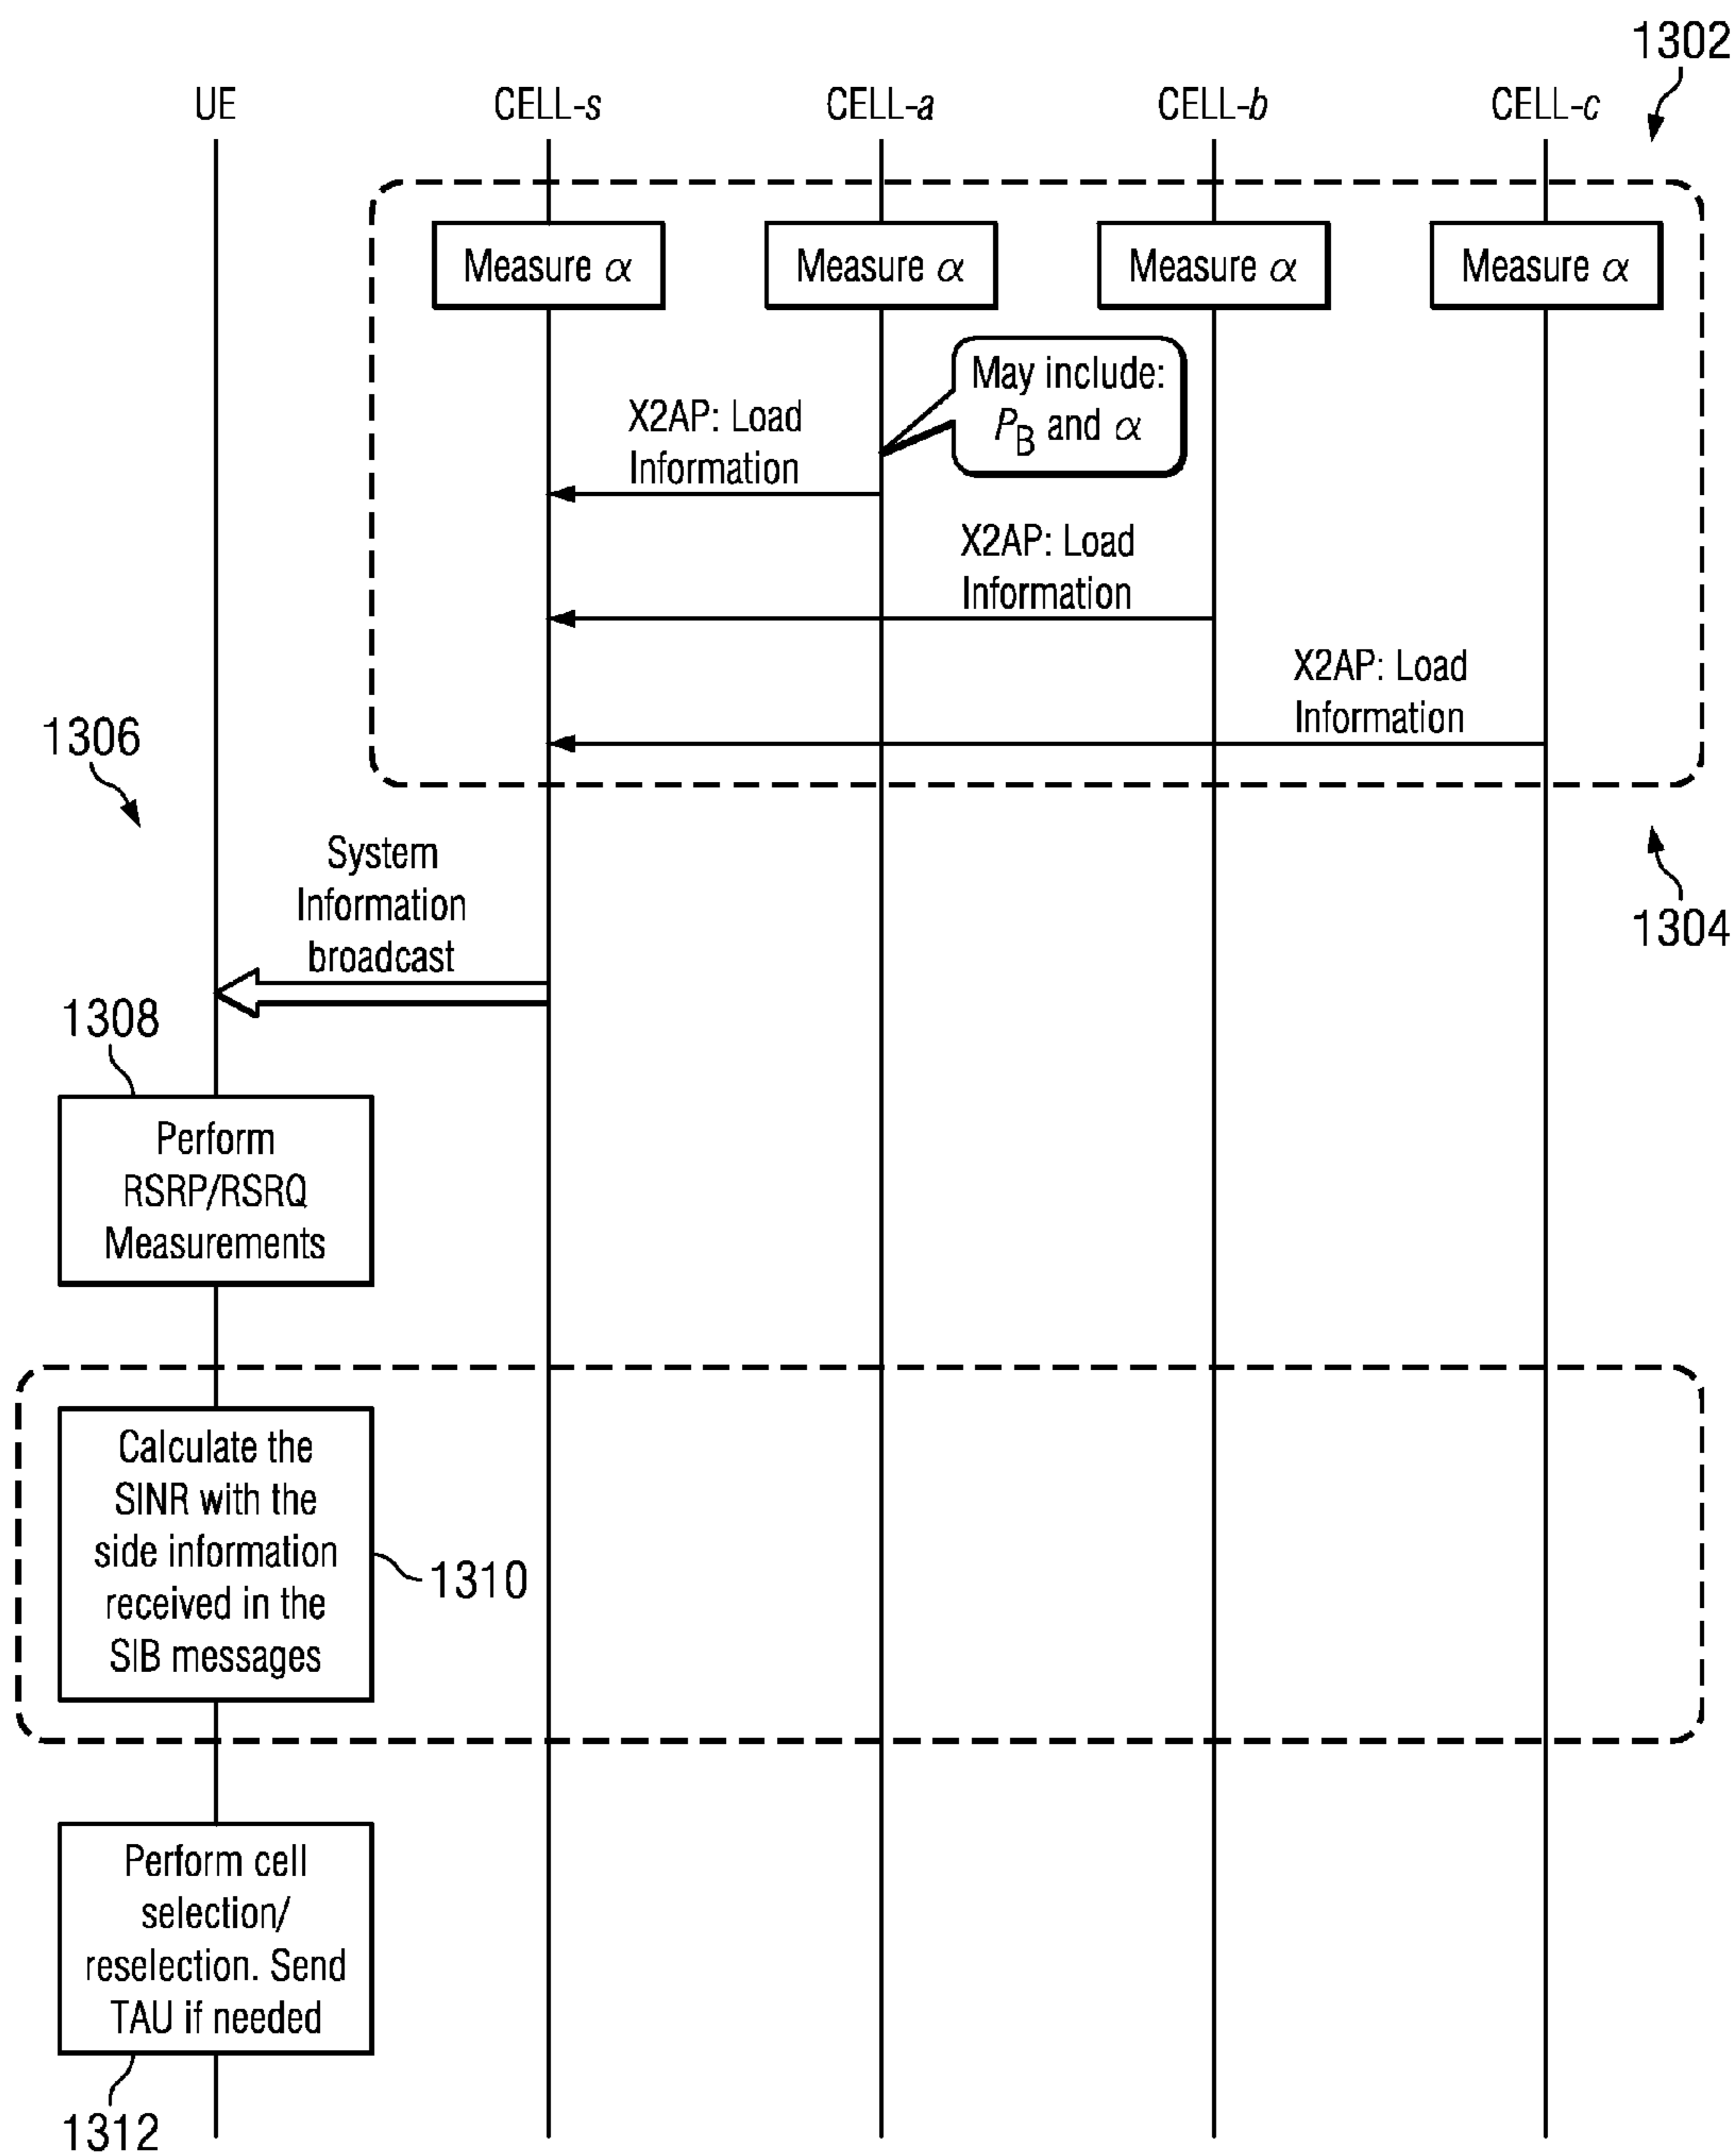 1302
UE
CELL-s
CELL-a
CELL-b
CELL-c
Measure α
Measure α
Measure α
Measure α
May include:
P_B and α
X2AP: Load
Information
X2AP: Load
Information
X2AP: Load
Information
1306
1304
System
Information
broadcast
1308
Perform
RSRP/RSRQ
Measurements
Calculate the
SINR with the
side information
received in the
SIB messages
1310
Perform cell
selection/
reselection. Send
TAU if needed
1312